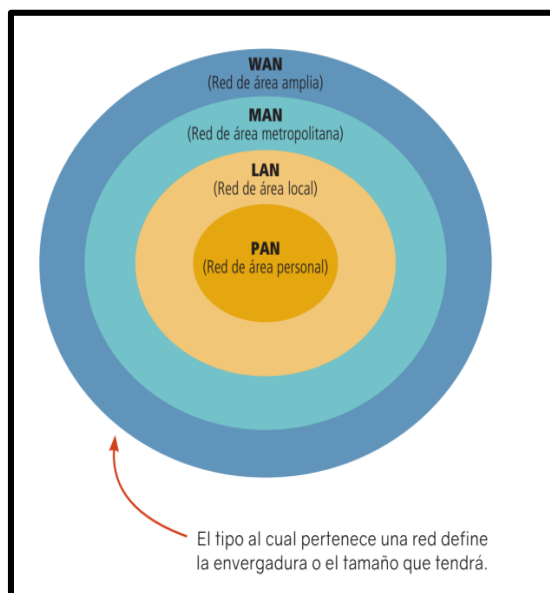 WAN
(Red de área amplia)
MAN
(Red de área metropolitana)
LAN
(Red de área local)
PAN
(Red de área personal)
El tipo al cual pertenece una red define
la envergadura o el tamaño que tendrá.